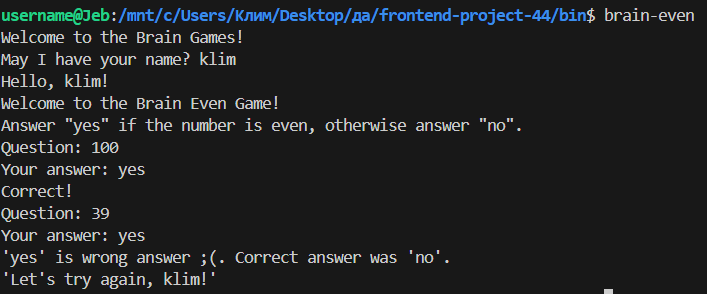 username@Jeb:/mnt/c/Users/Клим/Desktop/да/frontend-project-44/bin$ brain-even
Welcome to the Brain Games!
May I have your name? klim
Hello, klim!
Welcome to the Brain Even Game!
Answer "yes" if the number is even, otherwise answer "no".
Question: 100
Your answer: yes
Correct!
Question: 39
Your answer: yes
'yes' is wrong answer ;(. Correct answer was 'no'.
'Let's try again, klim!'